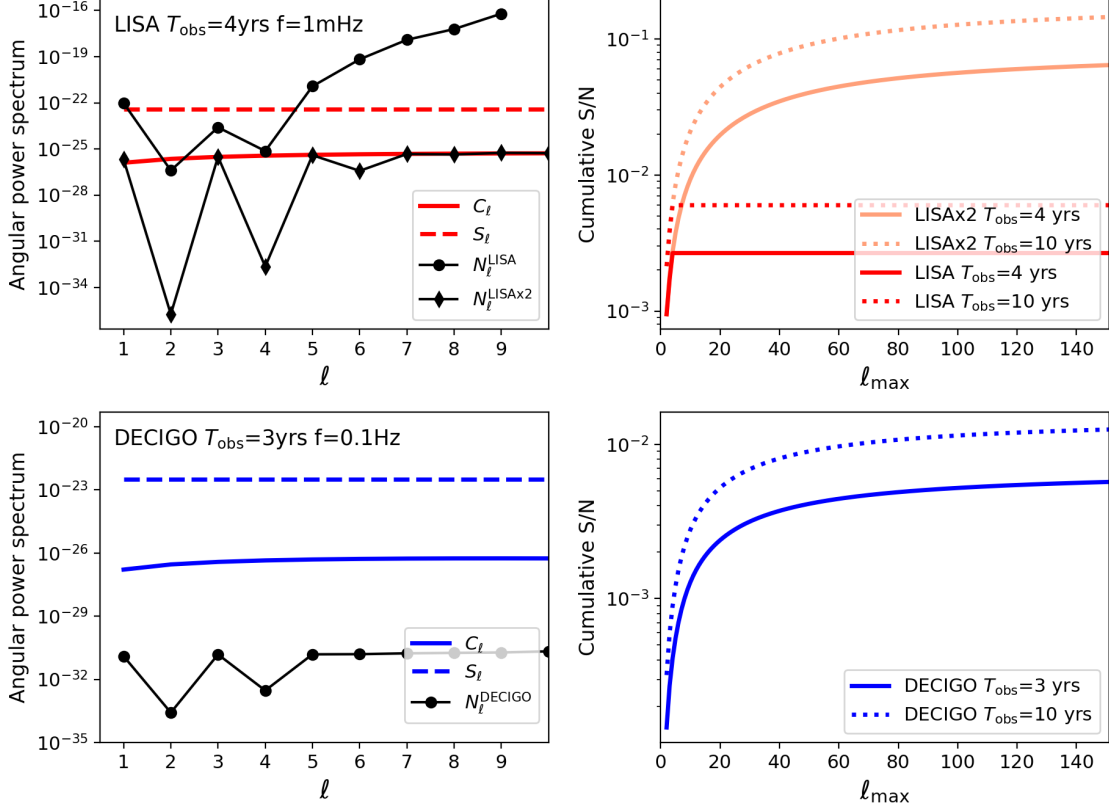 LISA T_obs=4yrs f=1mHz
Angular power spectrum
10^−16
10^−19
10^−22
10^−25
10^−28
10^−31
10^−34
C_ℓ
S_ℓ
N_ℓ^LISA
N_ℓ^LISAx2
1 2 3 4 5 6 7 8 9
ℓ
Cumulative S/N
10^−1
10^−2
10^−3
LISAx2 T_obs=4 yrs
LISAx2 T_obs=10 yrs
LISA T_obs=4 yrs
LISA T_obs=10 yrs
0 20 40 60 80 100 120 140
ℓ_max
DECIGO T_obs=3yrs f=0.1Hz
Angular power spectrum
10^−20
10^−23
10^−26
10^−29
10^−32
10^−35
C_ℓ
S_ℓ
N_ℓ^DECIGO
1 2 3 4 5 6 7 8 9
ℓ
Cumulative S/N
10^−2
10^−3
DECIGO T_obs=3 yrs
DECIGO T_obs=10 yrs
0 20 40 60 80 100 120 140
ℓ_max